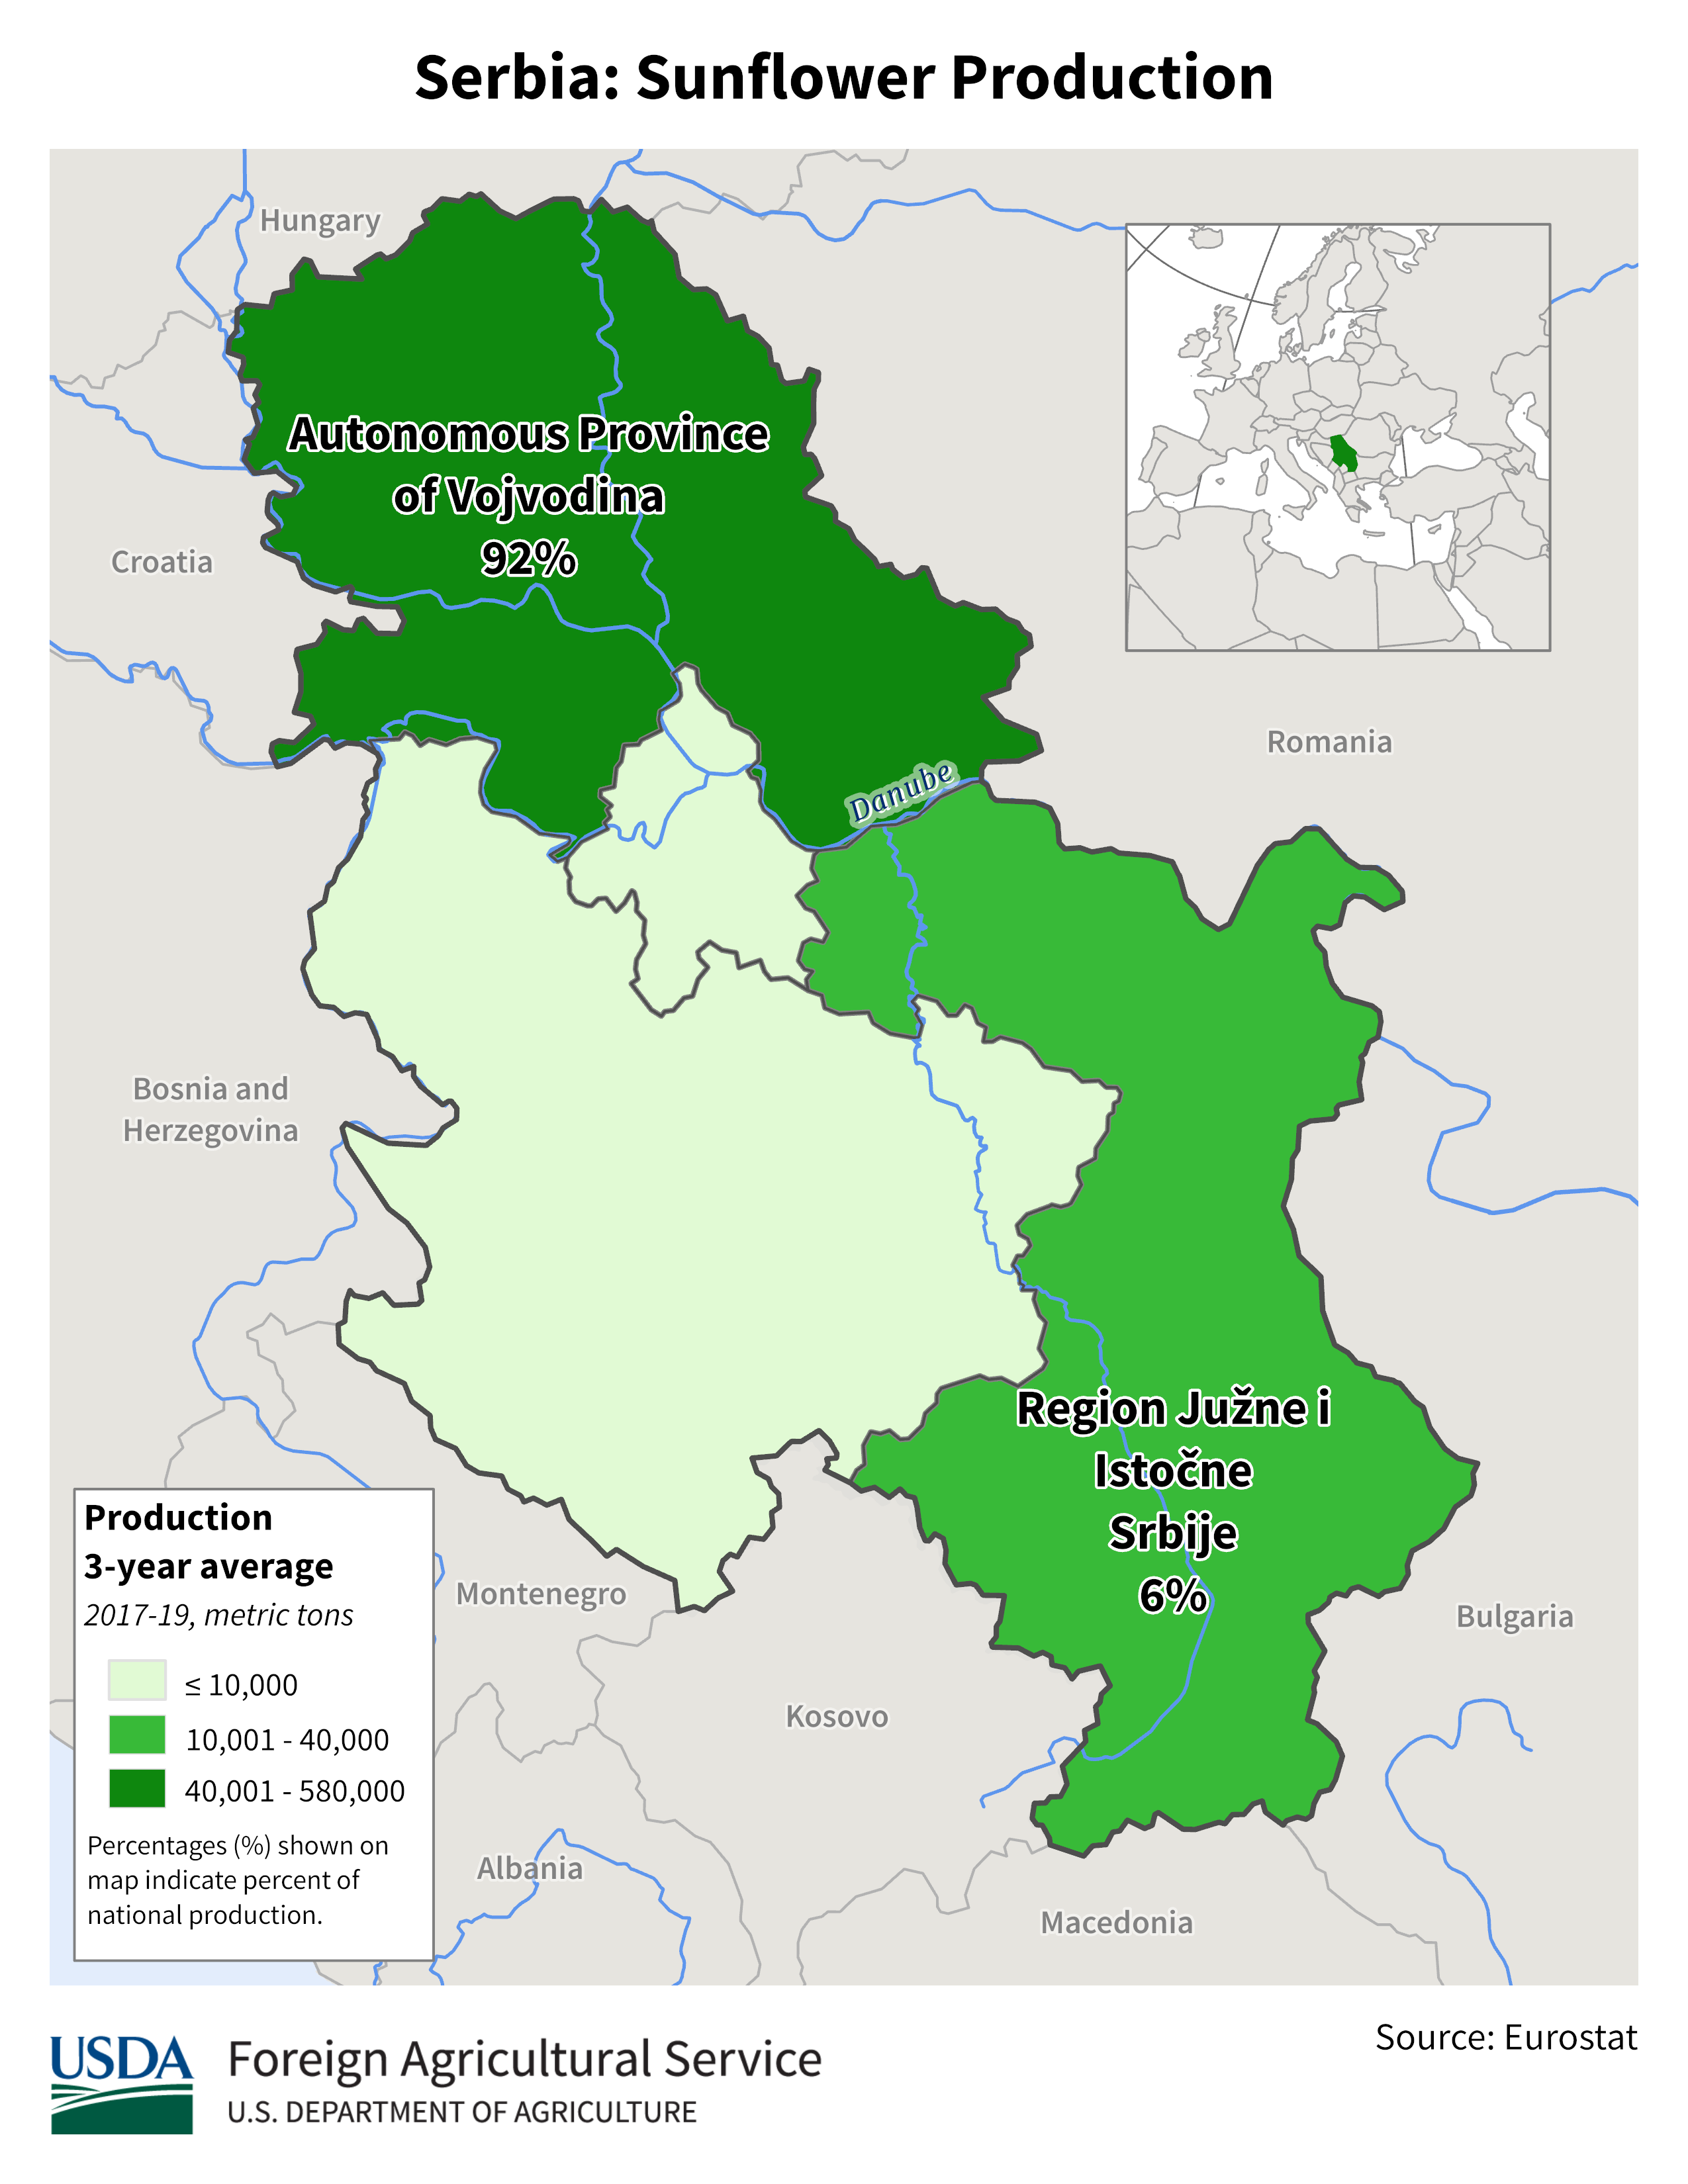 Serbia: Sunflower Production
Hungary
Autonomous Province
of Vojvodina
92%
Croatia
Danube
Romania
Bosnia and
Herzegovina
Region Južne i
Istočne
Srbije
6%
Montenegro
Bulgaria
Kosovo
Albania
Macedonia
Production
3-year average
2017-19, metric tons
≤ 10,000
10,001 - 40,000
40,001 - 580,000
Percentages (%) shown on
map indicate percent of
national production.
USDA
Foreign Agricultural Service
U.S. DEPARTMENT OF AGRICULTURE
Source: Eurostat